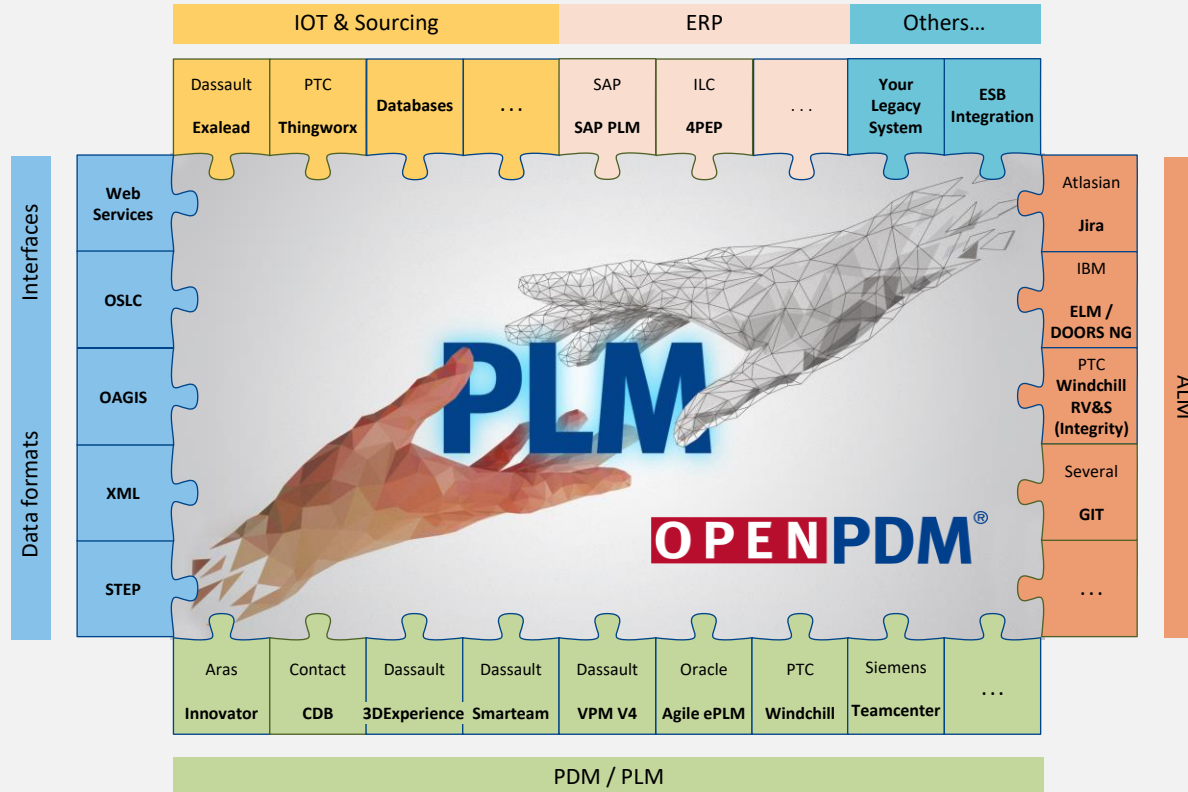 IOT & Sourcing
ERP
Others...
Dassault
Exalead
PTC
Thingworx
Databases
...
SAP
SAP PLM
ILC
4PEP
...
Your
Legacy
System
ESB
Integration
Interfaces
Data formats
Web
Services
OSLC
OAGIS
XML
STEP
PLM
OPENPDM®
Atlasian
Jira
IBM
ELM /
DOORS NG
PTC
Windchill
RV&S
(Integrity)
Several
GIT
...
ALM
Aras
Innovator
Contact
CDB
Dassault
3DExperience
Dassault
Smarteam
Dassault
VPM V4
Oracle
Agile ePLM
PTC
Windchill
Siemens
Teamcenter
...
PDM / PLM